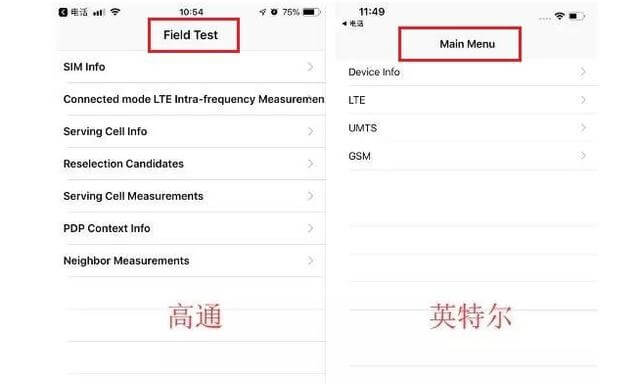 电话 10:54 75%
Field Test
SIM Info
Connected mode LTE Intra-frequency Measuremen
Serving Cell Info
Reselection Candidates
Serving Cell Measurements
PDP Context Info
Neighbor Measurements
高通
11:49
电话
Main Menu
Device Info
LTE
UMTS
GSM
英特尔